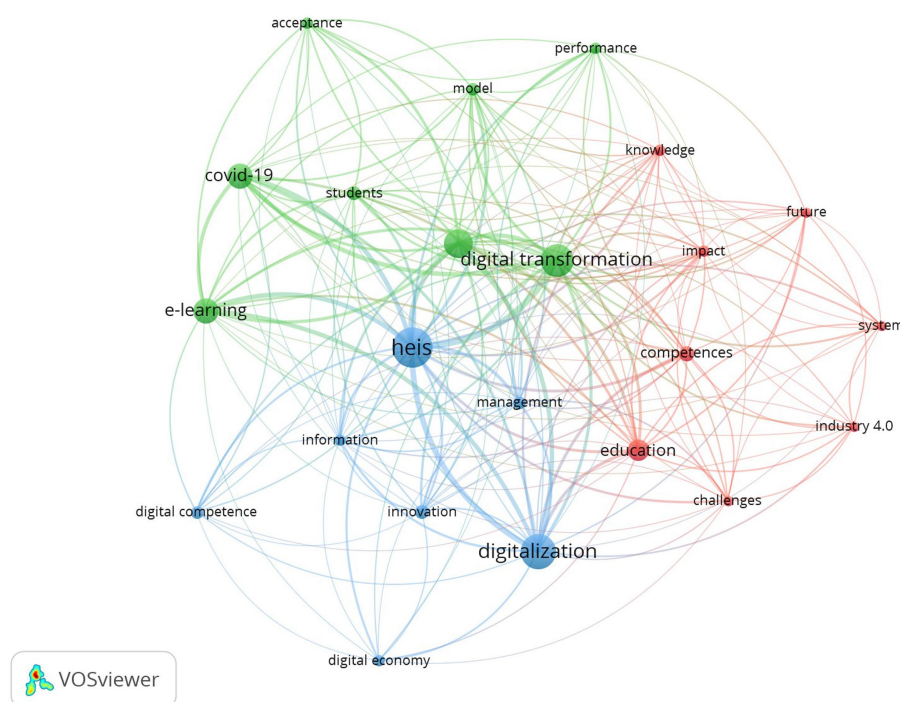 acceptance
performance
model
knowledge
covid-19
students
future
impact
digital transformation
e-learning
system
heis
competences
management
industry 4.0
information
education
challenges
digital competence
innovation
digitalization
digital economy
VOSviewer